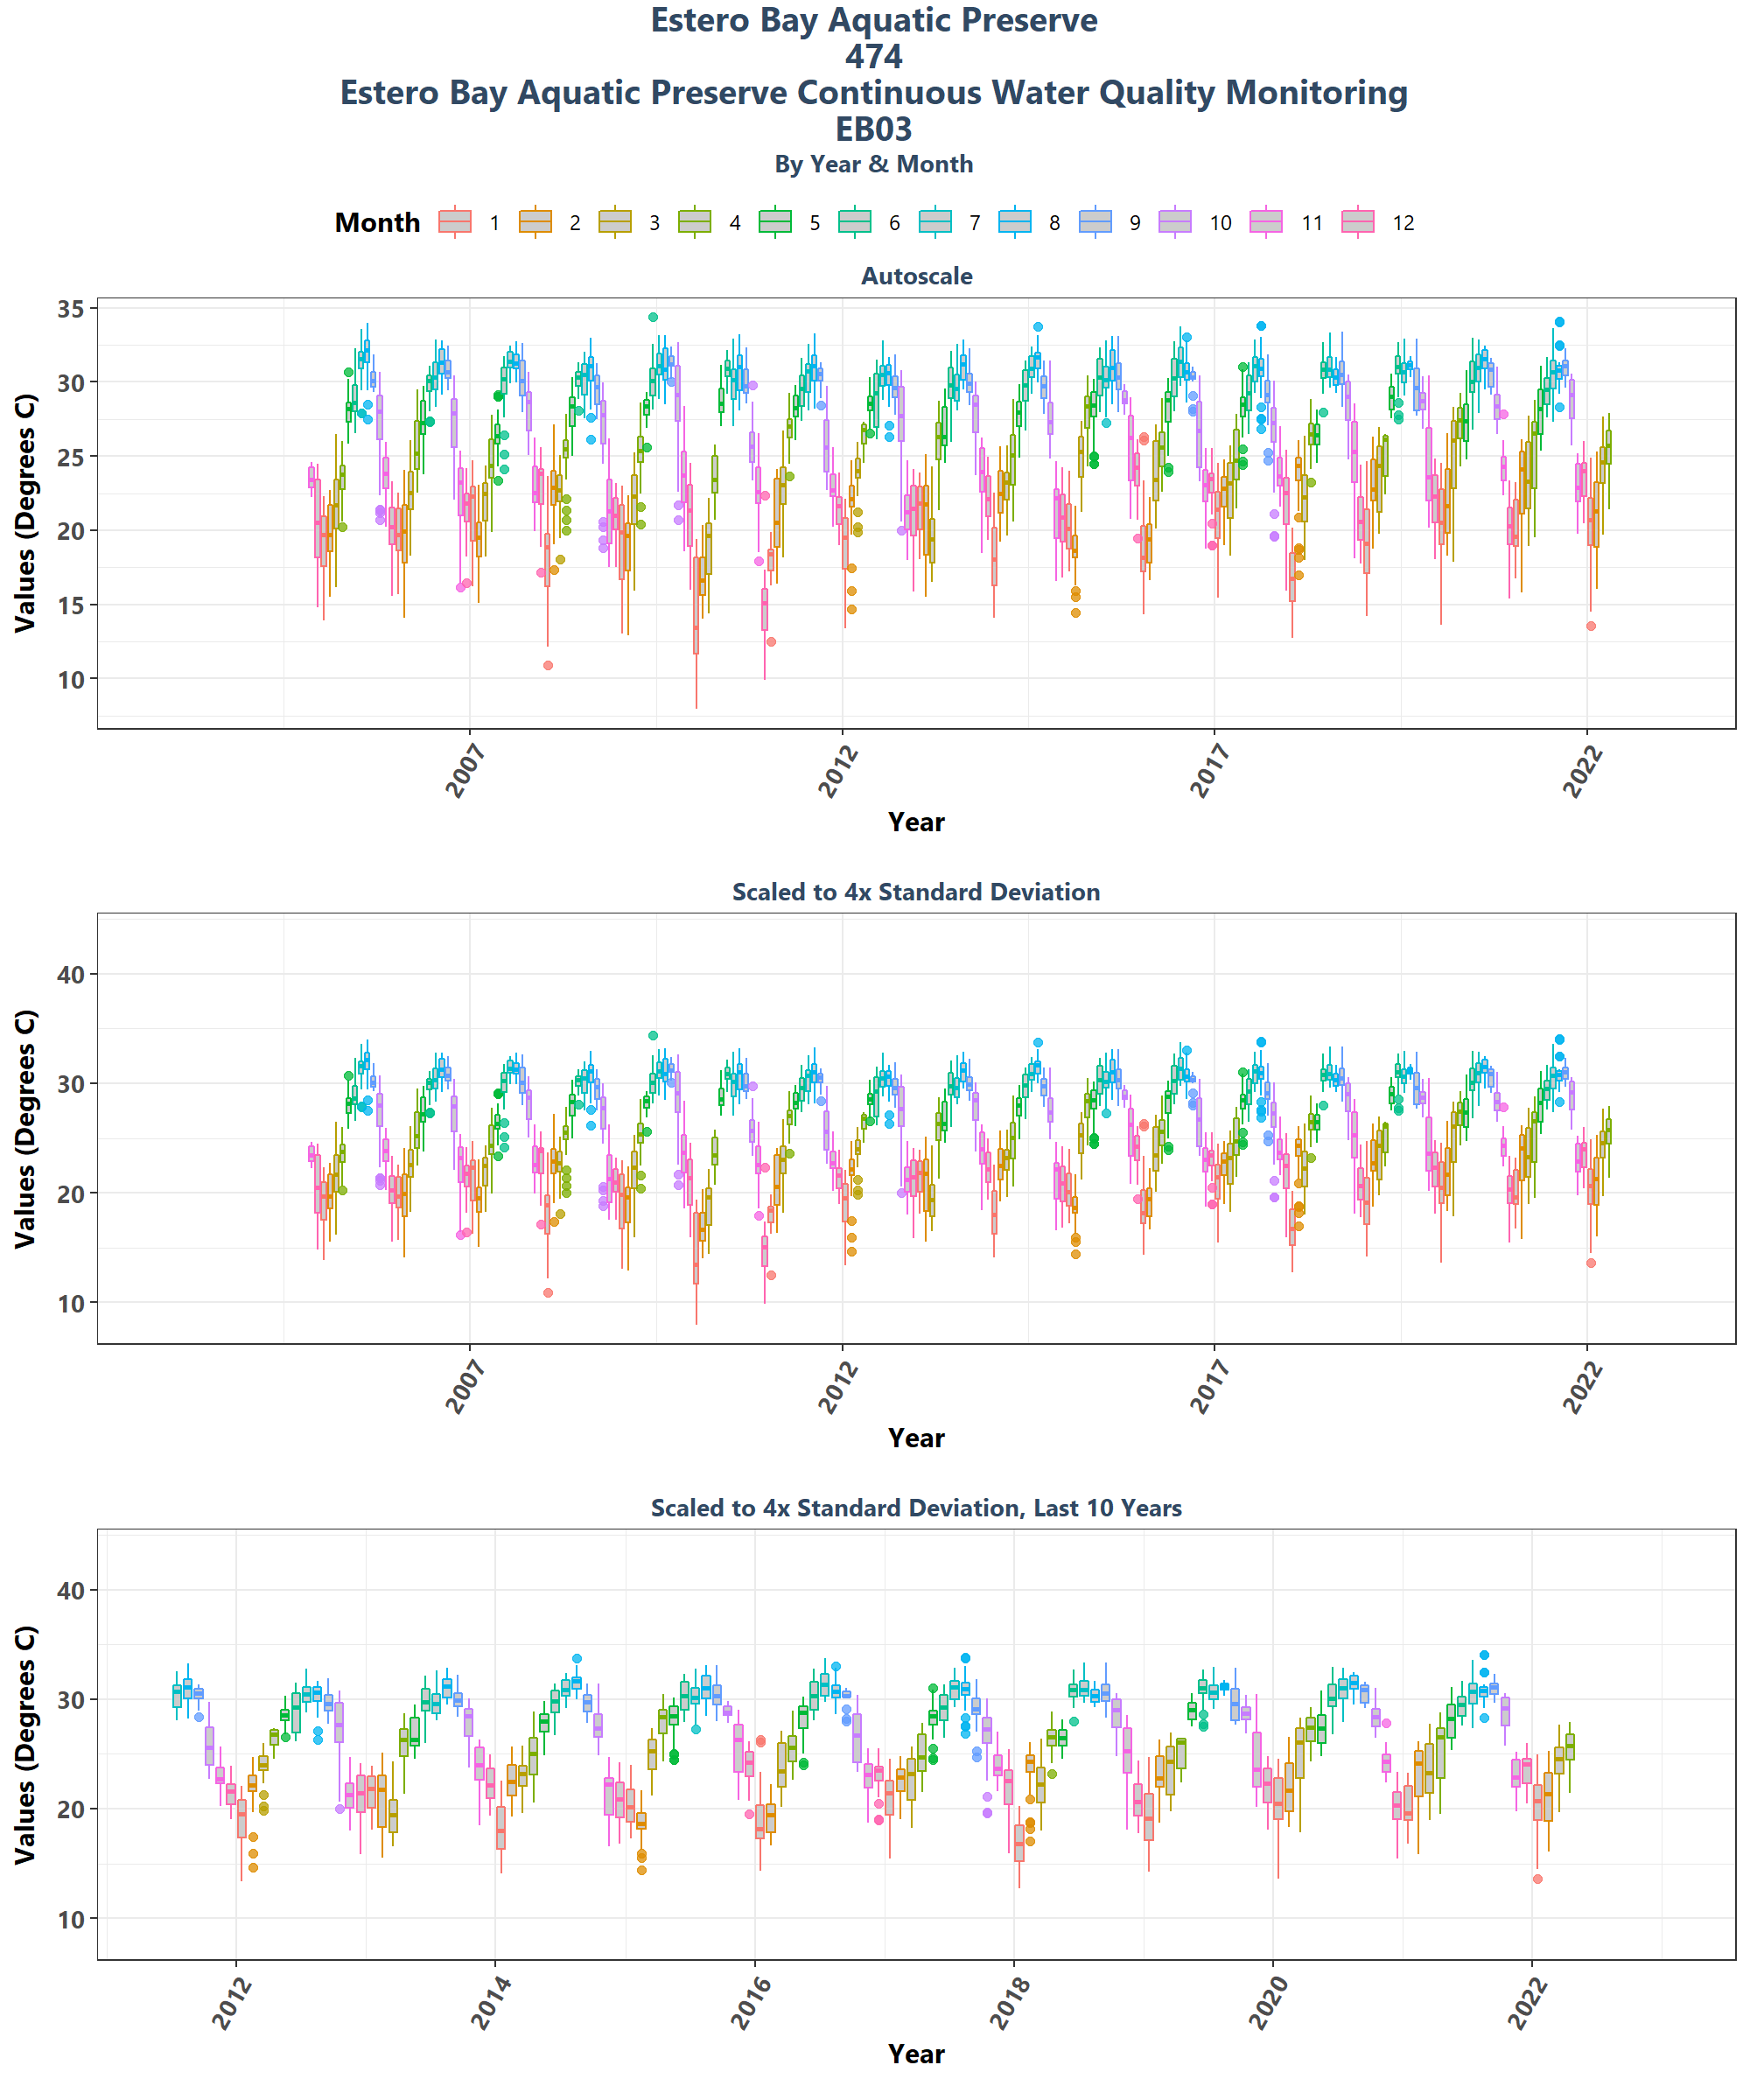 Estero Bay Aquatic Preserve
474
Estero Bay Aquatic Preserve Continuous Water Quality Monitoring
EB03
By Year & Month
Month 1 2 3 4 5 6 7 8 9 10 11 12
Autoscale
Values (Degrees C)
35
30
25
20
15
10
2007 2012 2017 2022
Year
Scaled to 4x Standard Deviation
Values (Degrees C)
40
30
20
10
2007 2012 2017 2022
Year
Scaled to 4x Standard Deviation, Last 10 Years
Values (Degrees C)
40
30
20
10
2012 2014 2016 2018 2020 2022
Year